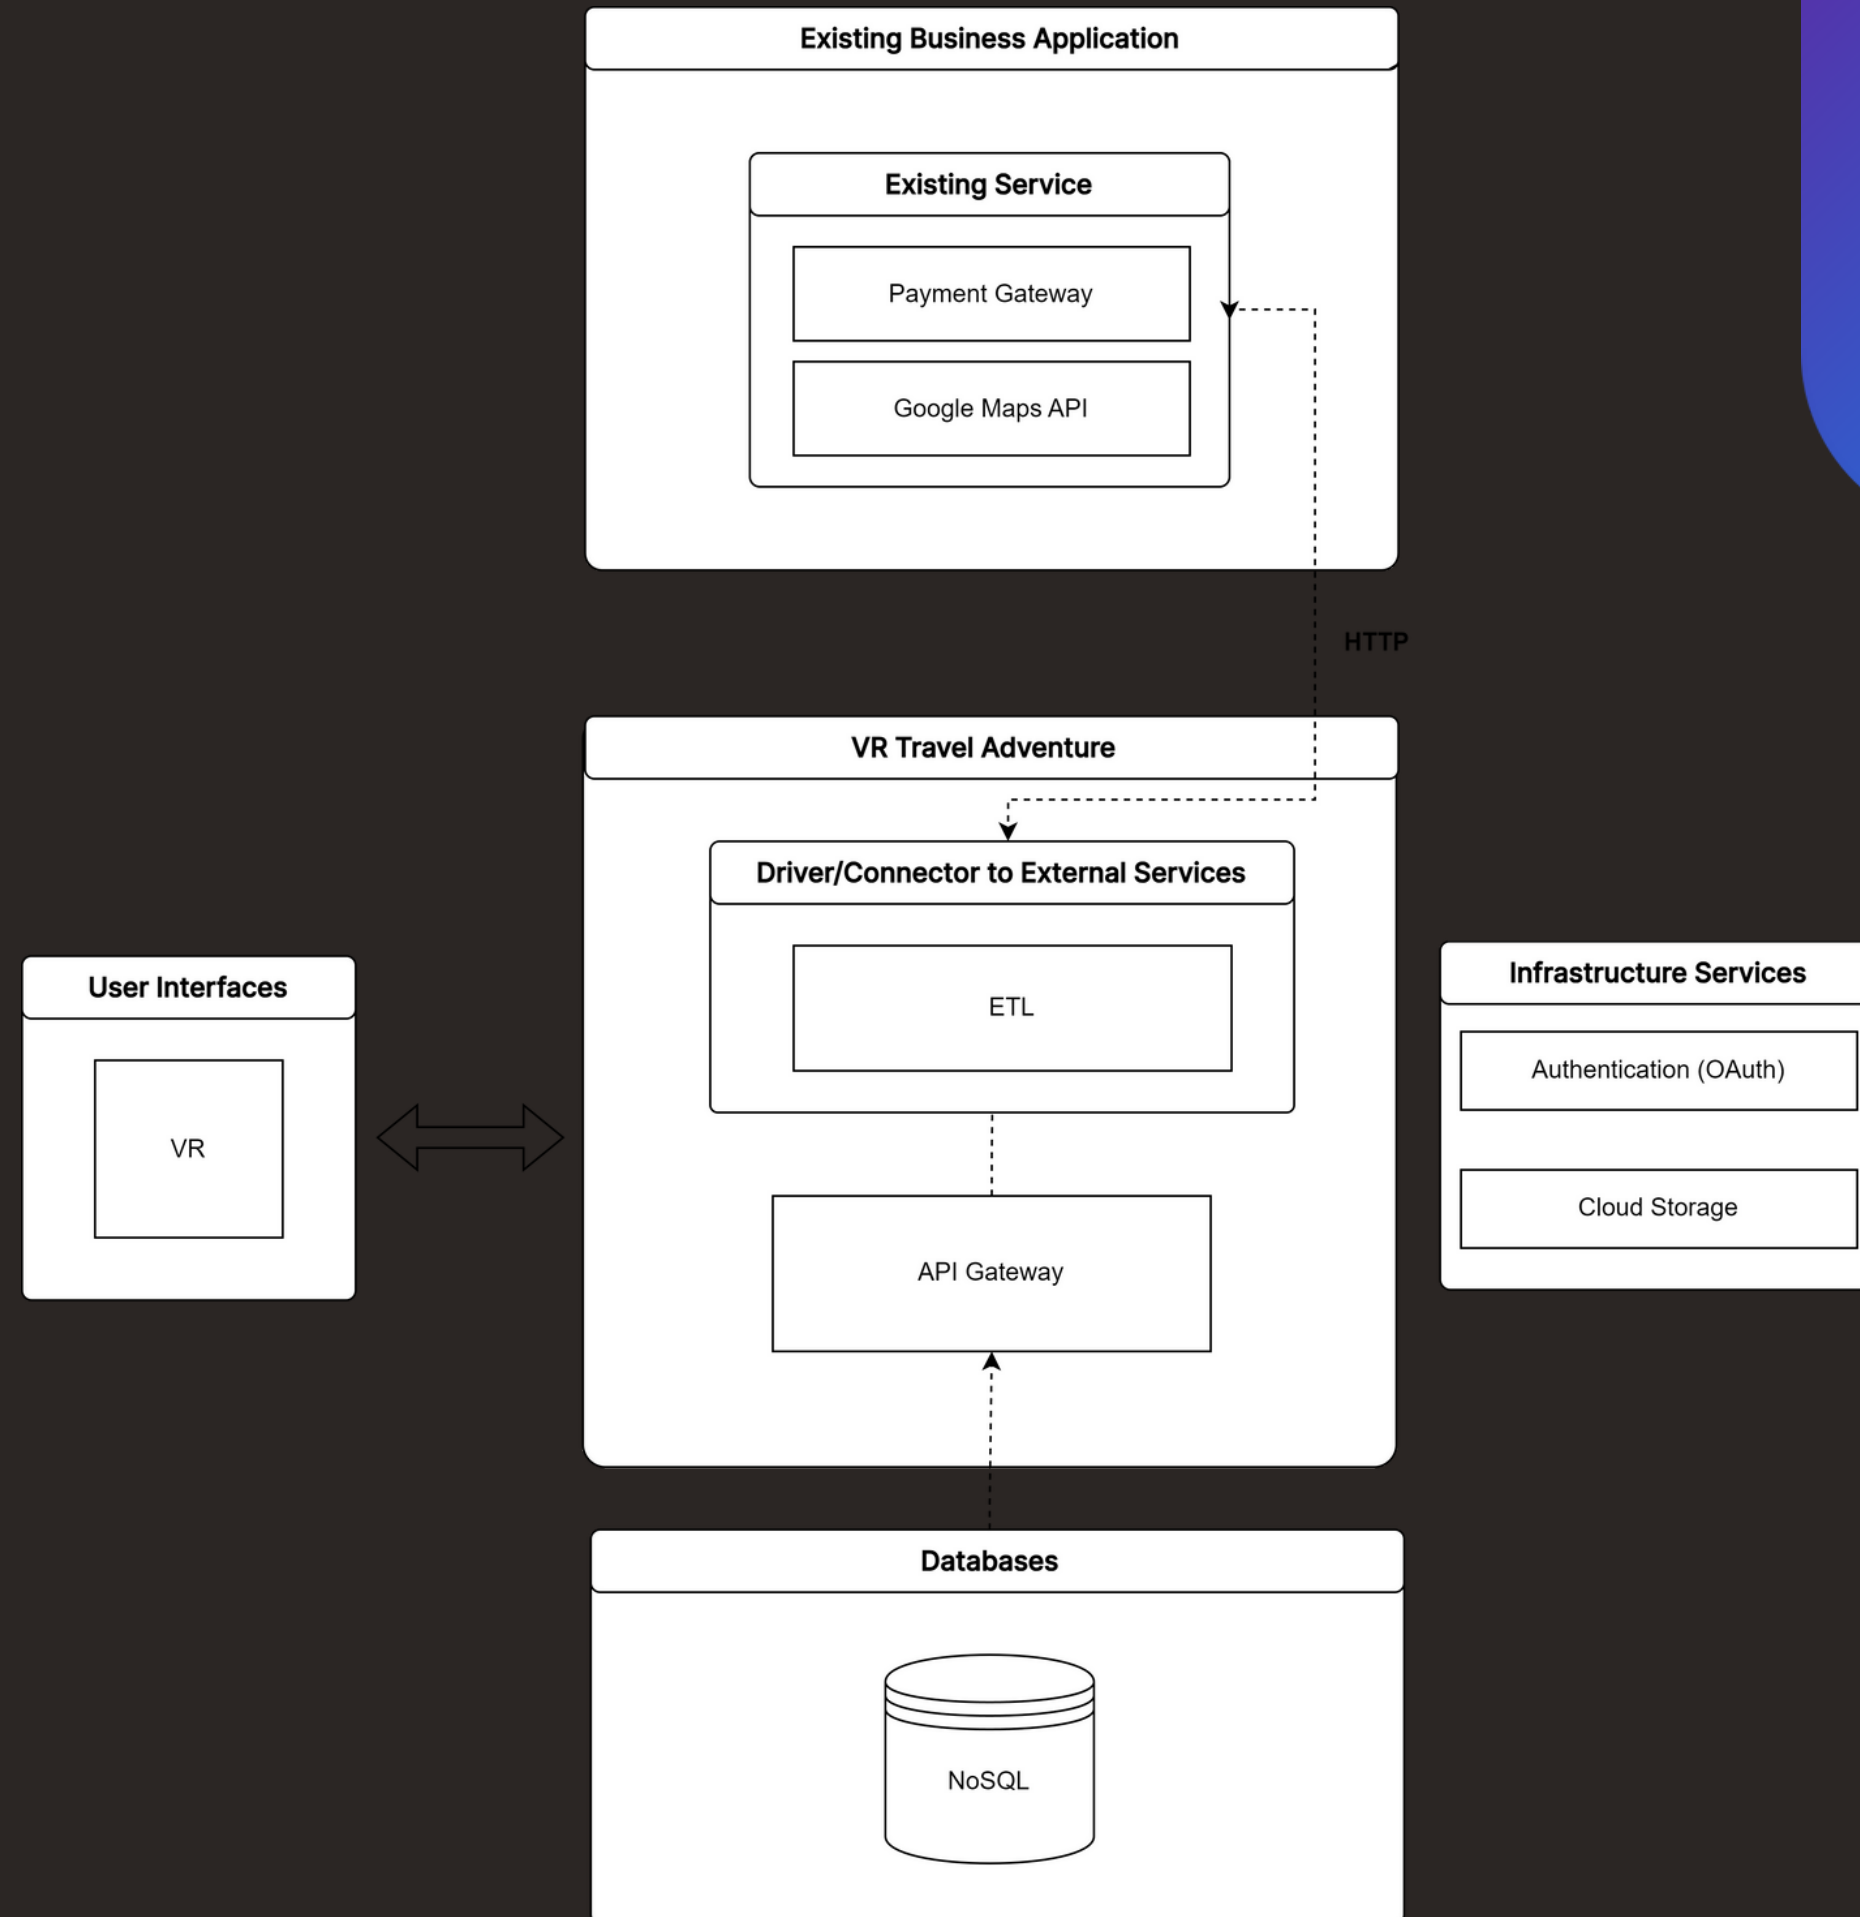 Existing Business Application
Existing Service
Payment Gateway
Google Maps API
HTTP
VR Travel Adventure
Driver/Connector to External Services
ETL
API Gateway
User Interfaces
VR
Infrastructure Services
Authentication (OAuth)
Cloud Storage
Databases
NoSQL